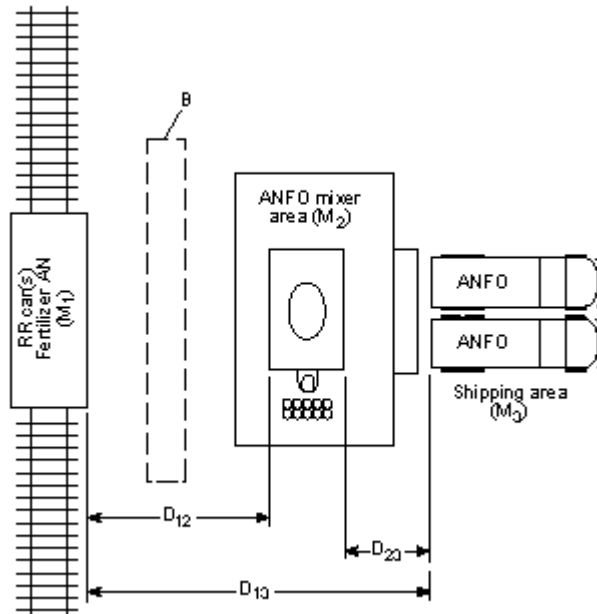 B
ANFO mixer
area (M2)
RR car(s)
Fertilizer AN
(M1)
ANFO
ANFO
Shipping area
(M3)
D12
D23
D13